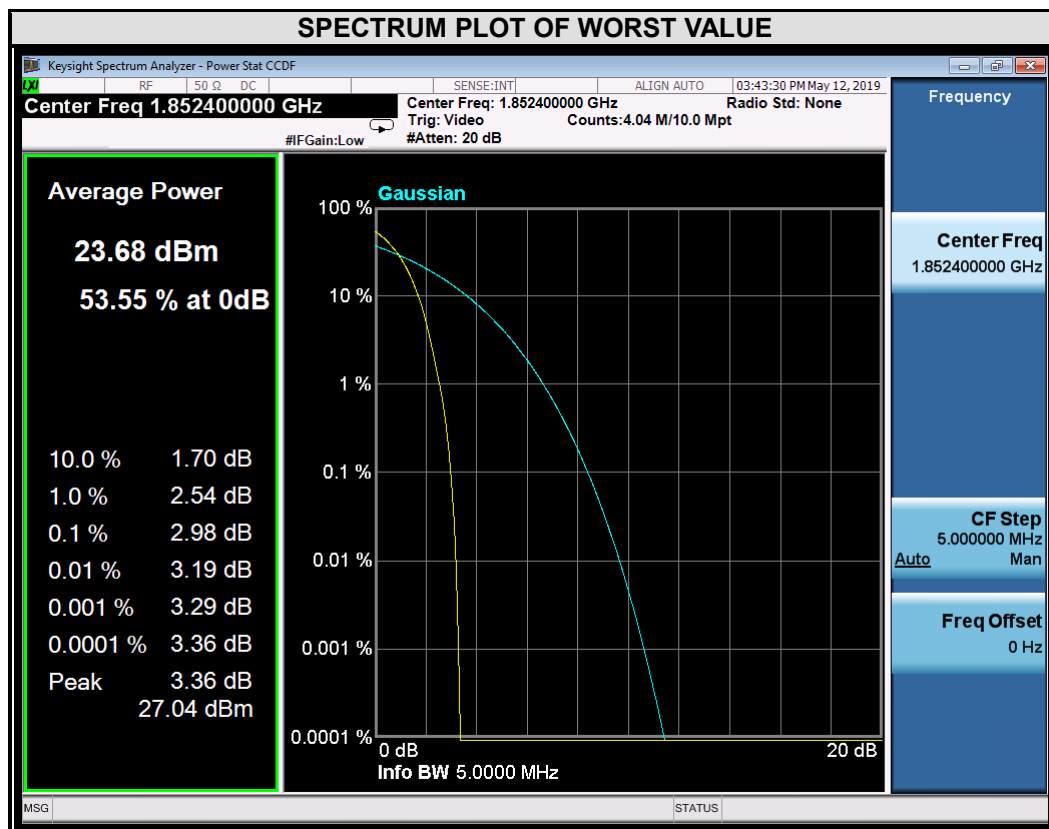 SPECTRUM PLOT OF WORST VALUE
Keysight Spectrum Analyzer - Power Stat CCDF
LXI RF 50 Ω DC SENSE:INT ALIGN AUTO 03:43:30 PM May 12, 2019
Center Freq 1.852400000 GHz
Center Freq: 1.852400000 GHz Radio Std: None
Trig: Video Counts:4.04 M/10.0 Mpt
#IFGain:Low #Atten: 20 dB
Average Power
23.68 dBm
53.55 % at 0dB
10.0 % 1.70 dB
1.0 % 2.54 dB
0.1 % 2.98 dB
0.01 % 3.19 dB
0.001 % 3.29 dB
0.0001 % 3.36 dB
Peak 3.36 dB
27.04 dBm
Gaussian
100 %
10 %
1 %
0.1 %
0.01 %
0.001 %
0.0001 %
0 dB 20 dB
Info BW 5.0000 MHz
Frequency
Center Freq
1.852400000 GHz
CF Step
5.000000 MHz
Auto Man
Freq Offset
0 Hz
MSG STATUS